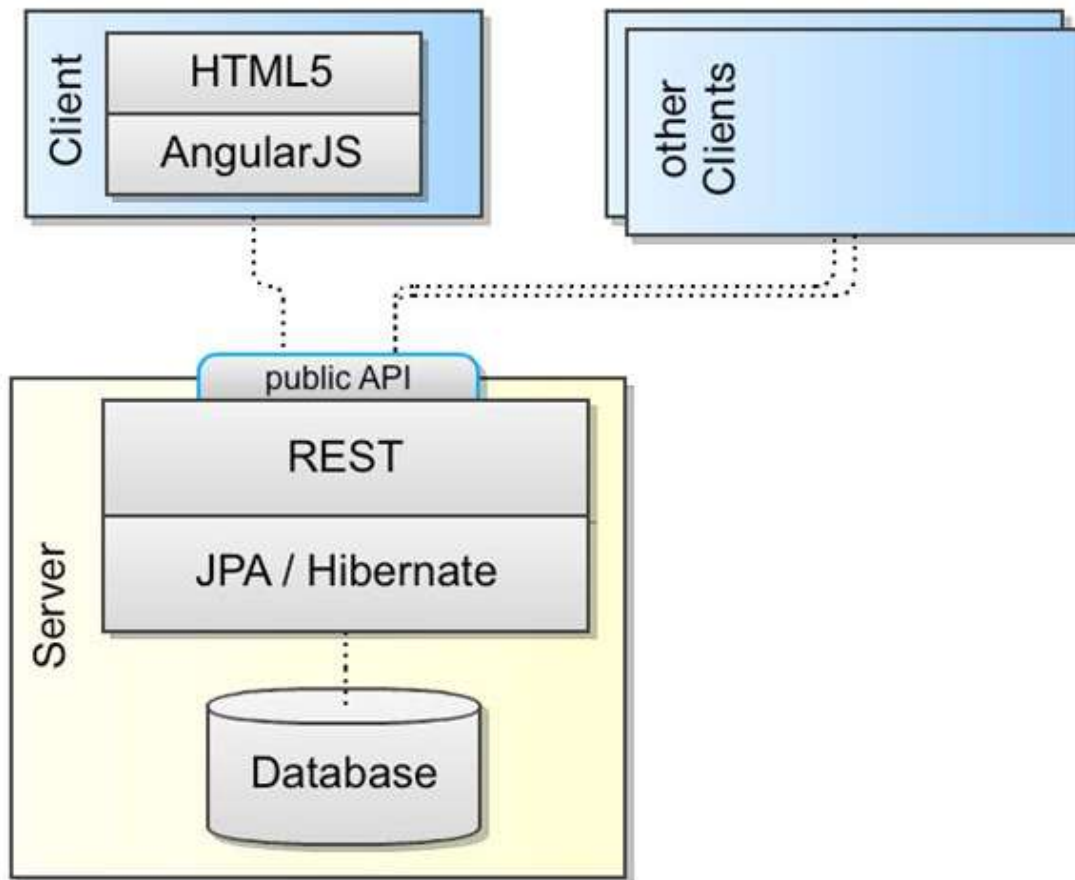 Client
HTML5
AngularJS
other
Clients
public API
REST
JPA / Hibernate
Server
Database